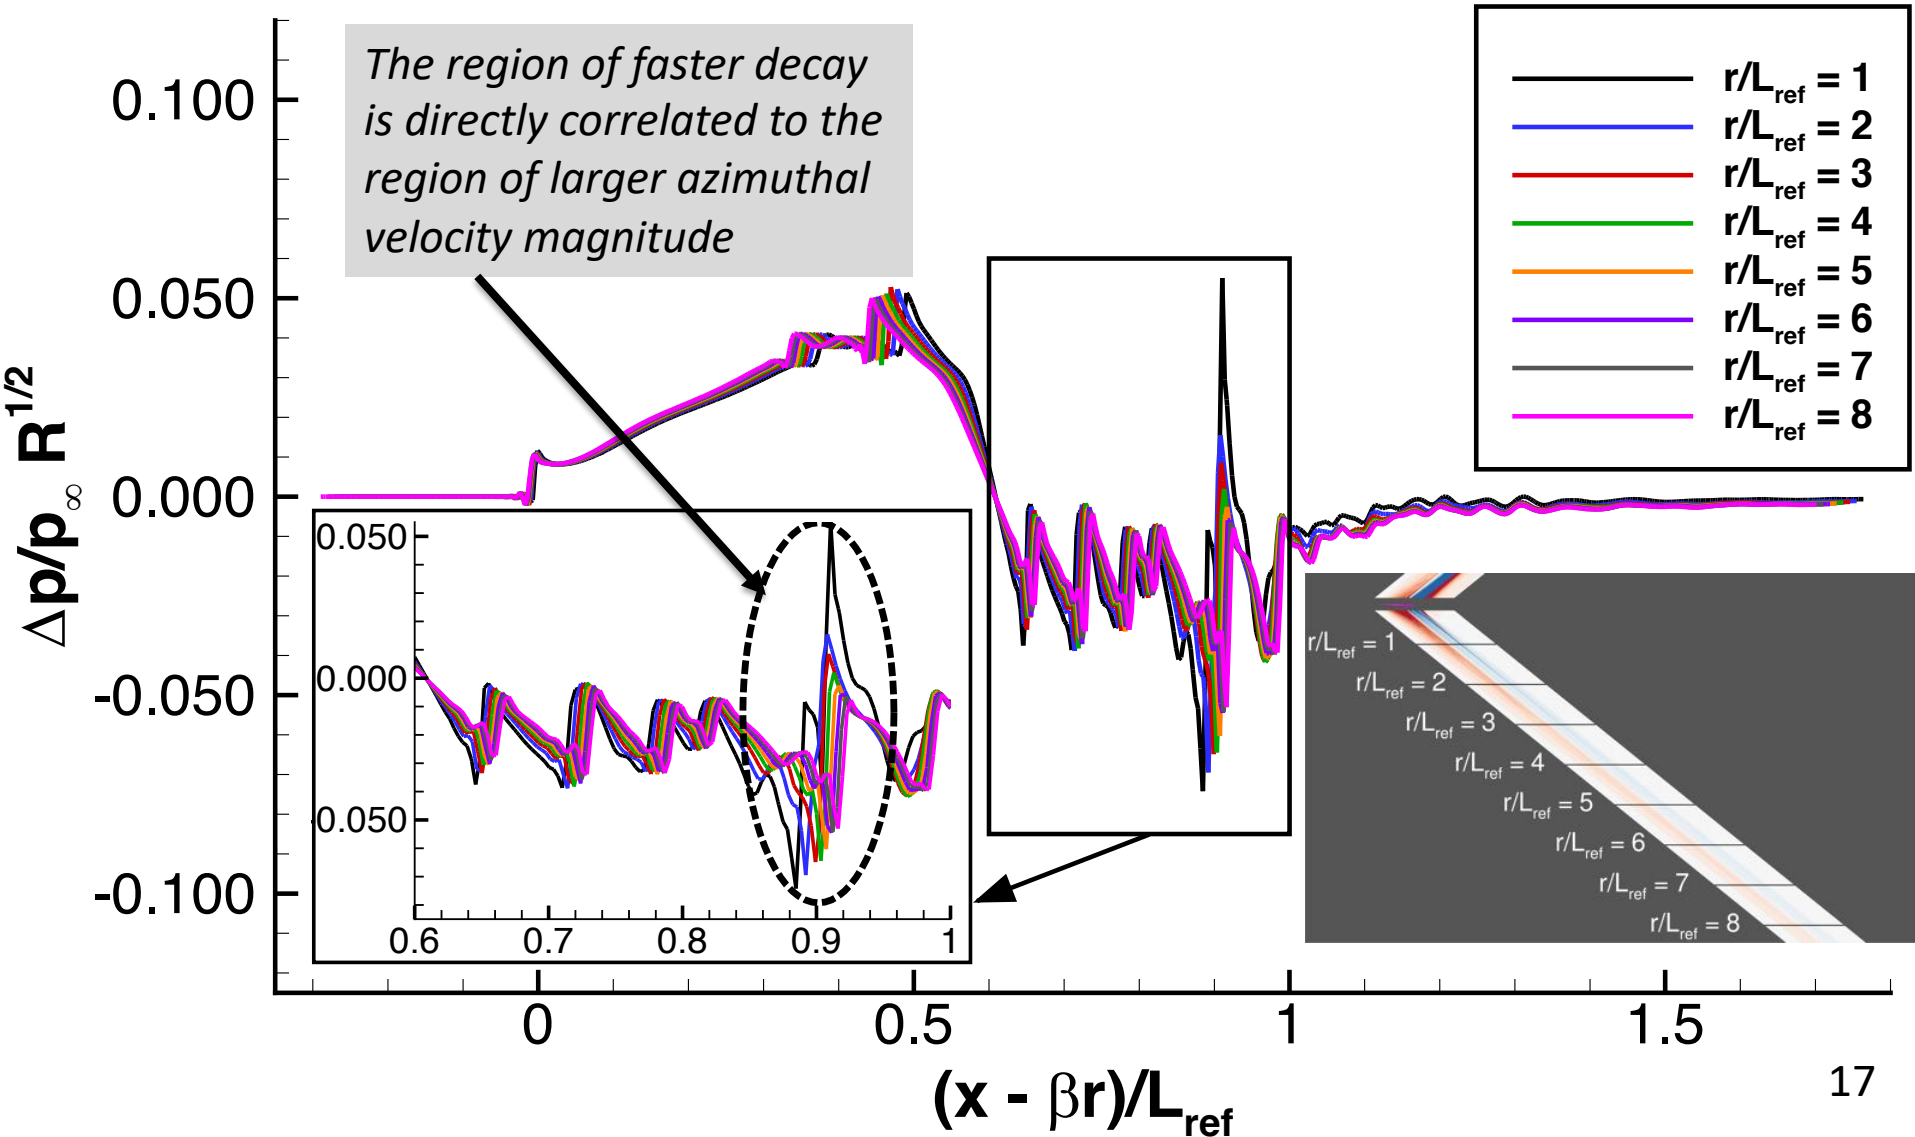 The region of faster decay
is directly correlated to the
region of larger azimuthal
velocity magnitude
r/Lref = 1
r/Lref = 2
r/Lref = 3
r/Lref = 4
r/Lref = 5
r/Lref = 6
r/Lref = 7
r/Lref = 8
Δp/p∞ R1/2
0.100
0.050
0.000
-0.050
-0.100
0.050
0.000
0.050
0.6 0.7 0.8 0.9 1
r/Lref = 1
r/Lref = 2
r/Lref = 3
r/Lref = 4
r/Lref = 5
r/Lref = 6
r/Lref = 7
r/Lref = 8
0 0.5 1 1.5
(x - βr)/Lref
17